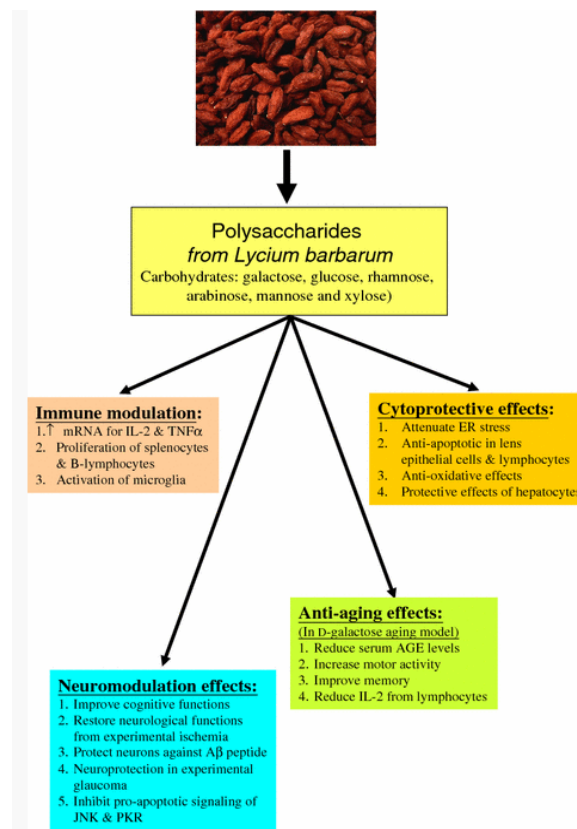 Polysaccharides
from Lycium barbarum
Carbohydrates: galactose, glucose, rhamnose,
arabinose, mannose and xylose)
Immune modulation:
1.↑ mRNA for IL-2 & TNFα
2. Proliferation of splenocytes
& B-lymphocytes
3. Activation of microglia
Cytoprotective effects:
1. Attenuate ER stress
2. Anti-apoptotic in lens
epithelial cells & lymphocytes
3. Anti-oxidative effects
4. Protective effects of hepatocytes
Anti-aging effects:
(In D-galactose aging model)
1. Reduce serum AGE levels
2. Increase motor activity
3. Improve memory
4. Reduce IL-2 from lymphocytes
Neuromodulation effects:
1. Improve cognitive functions
2. Restore neurological functions
from experimental ischemia
3. Protect neurons against Aβ peptide
4. Neuroprotection in experimental
glaucoma
5. Inhibit pro-apoptotic signaling of
JNK & PKR